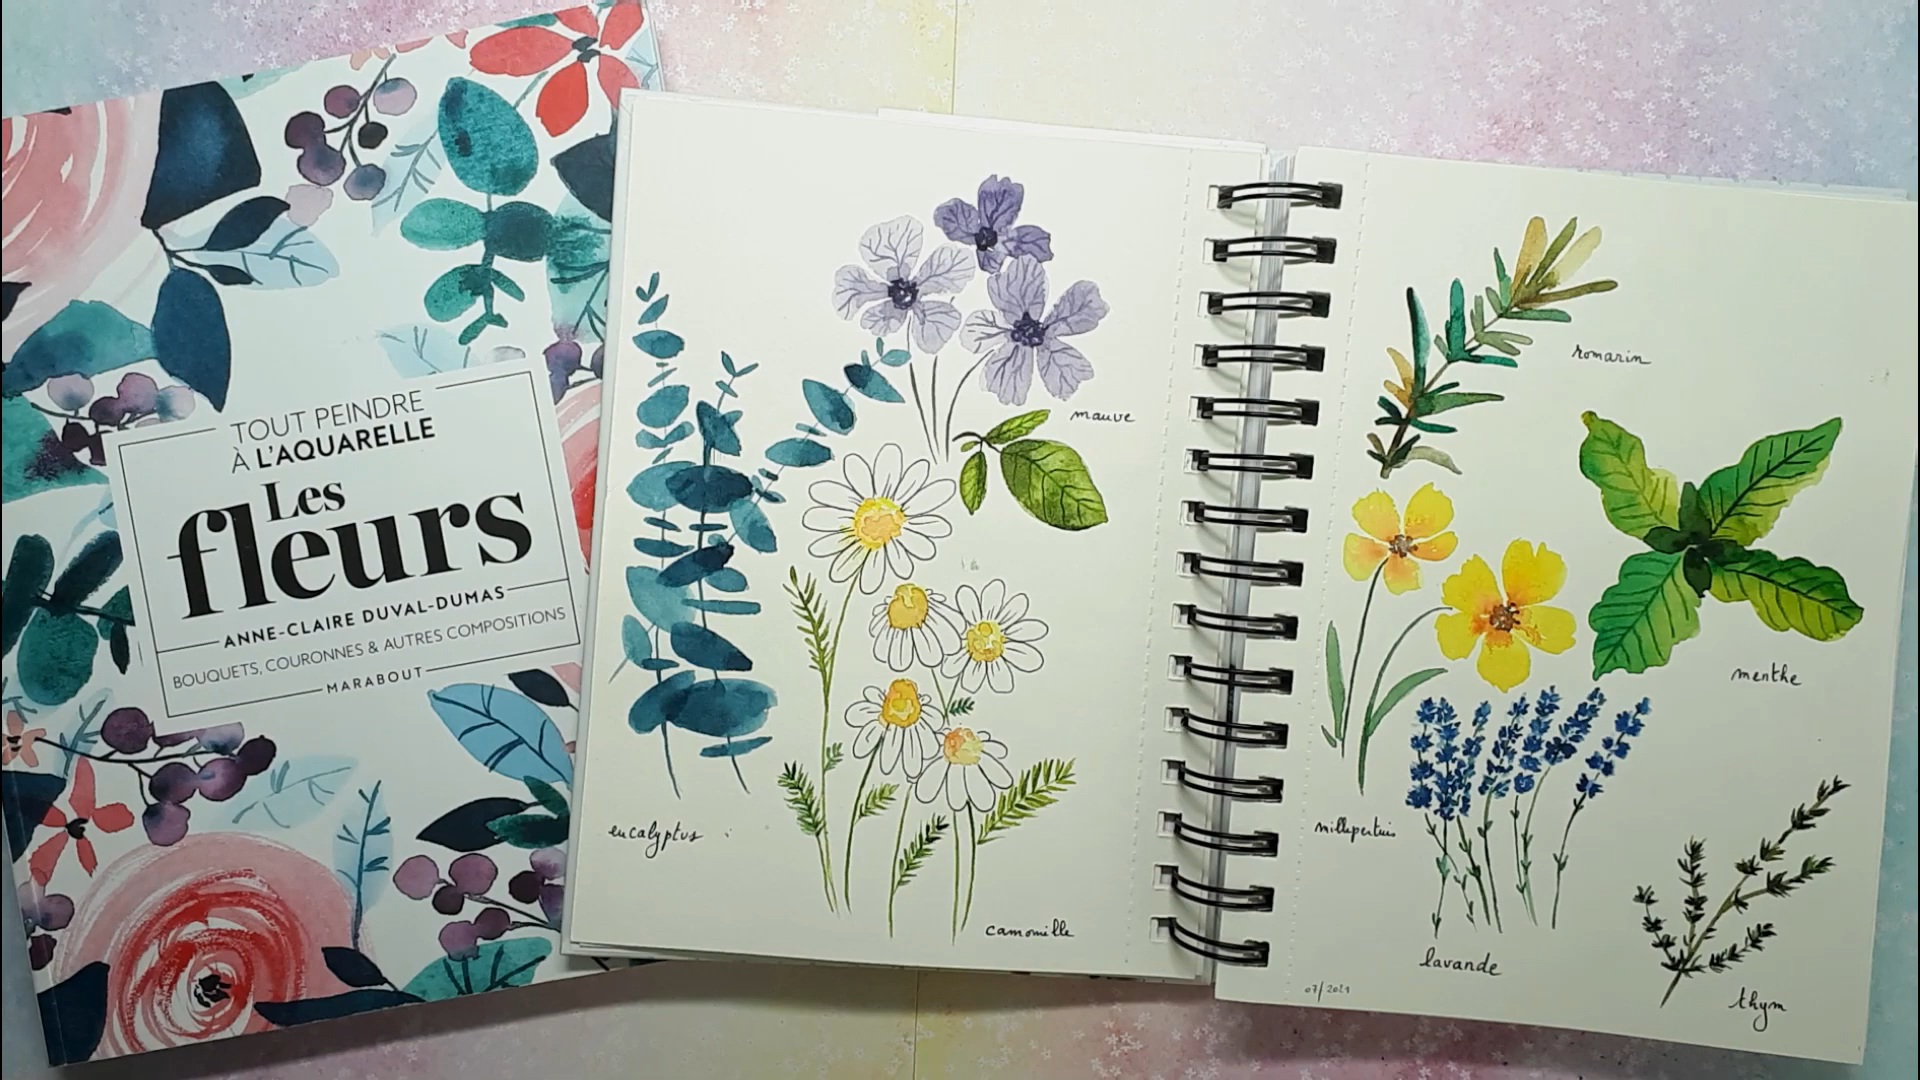 TOUT PEINDRE
À L'AQUARELLE
Les
fleurs
ANNE-CLAIRE DUVAL-DUMAS
BOUQUETS, COURONNES & AUTRES COMPOSITIONS
MARABOUT
mauve
eucalyptus
camomille
romarin
menthe
millepertuis
lavande
thym
07/2021